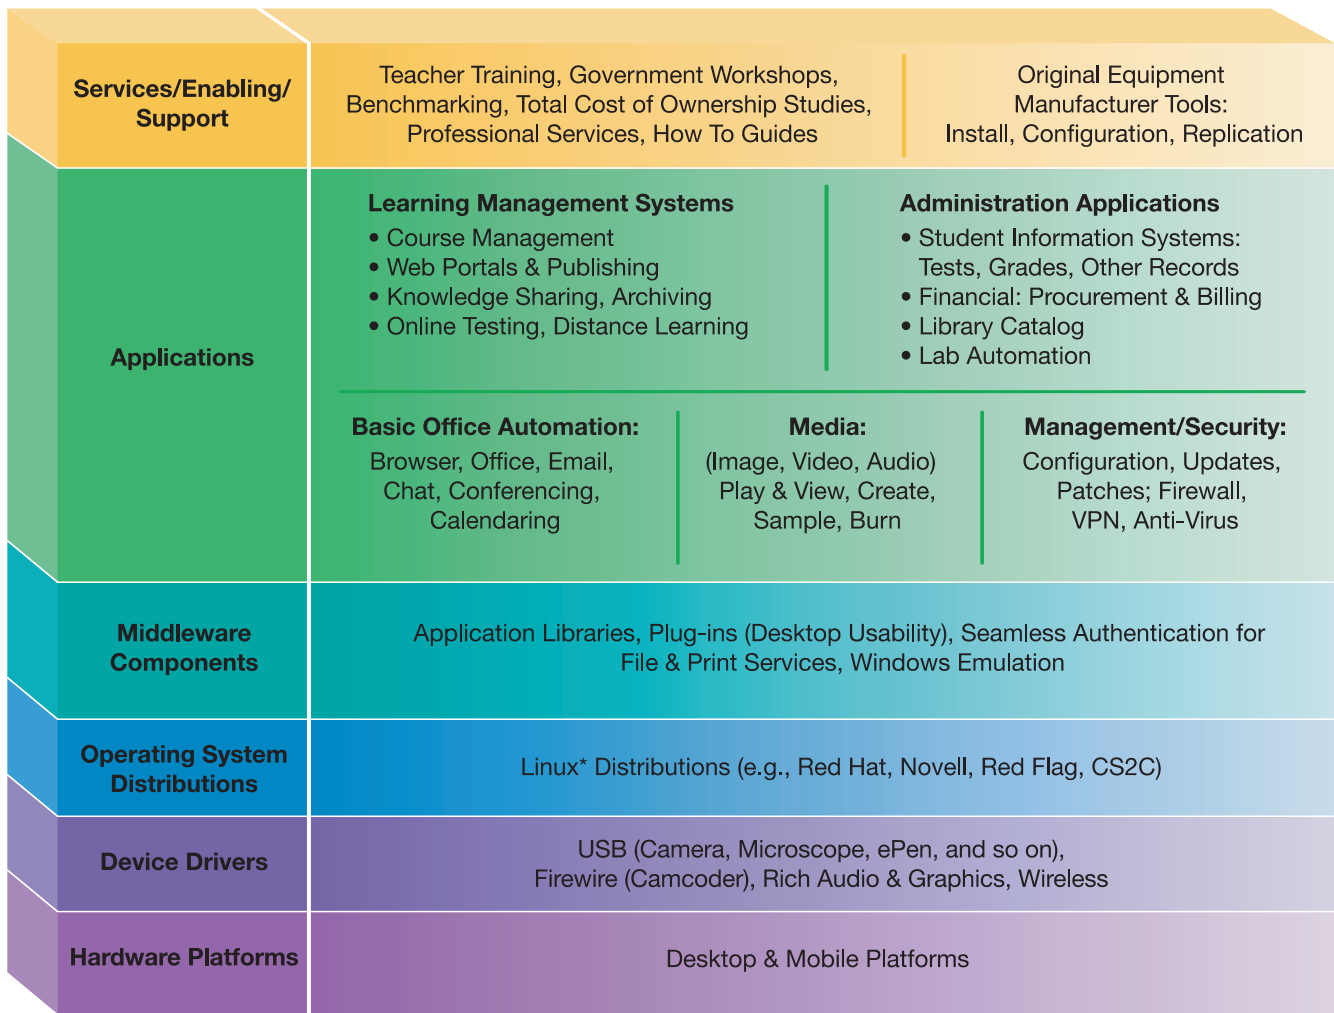 Services/Enabling/
Support
Teacher Training, Government Workshops,
Benchmarking, Total Cost of Ownership Studies,
Professional Services, How To Guides
Original Equipment
Manufacturer Tools:
Install, Configuration, Replication
Applications
Learning Management Systems
• Course Management
• Web Portals & Publishing
• Knowledge Sharing, Archiving
• Online Testing, Distance Learning
Administration Applications
• Student Information Systems:
Tests, Grades, Other Records
• Financial: Procurement & Billing
• Library Catalog
• Lab Automation
Basic Office Automation:
Browser, Office, Email,
Chat, Conferencing,
Calendaring
Media:
(Image, Video, Audio)
Play & View, Create,
Sample, Burn
Management/Security:
Configuration, Updates,
Patches; Firewall,
VPN, Anti-Virus
Middleware
Components
Application Libraries, Plug-ins (Desktop Usability), Seamless Authentication for
File & Print Services, Windows Emulation
Operating System
Distributions
Linux* Distributions (e.g., Red Hat, Novell, Red Flag, CS2C)
Device Drivers
USB (Camera, Microscope, ePen, and so on),
Firewire (Camcoder), Rich Audio & Graphics, Wireless
Hardware Platforms
Desktop & Mobile Platforms